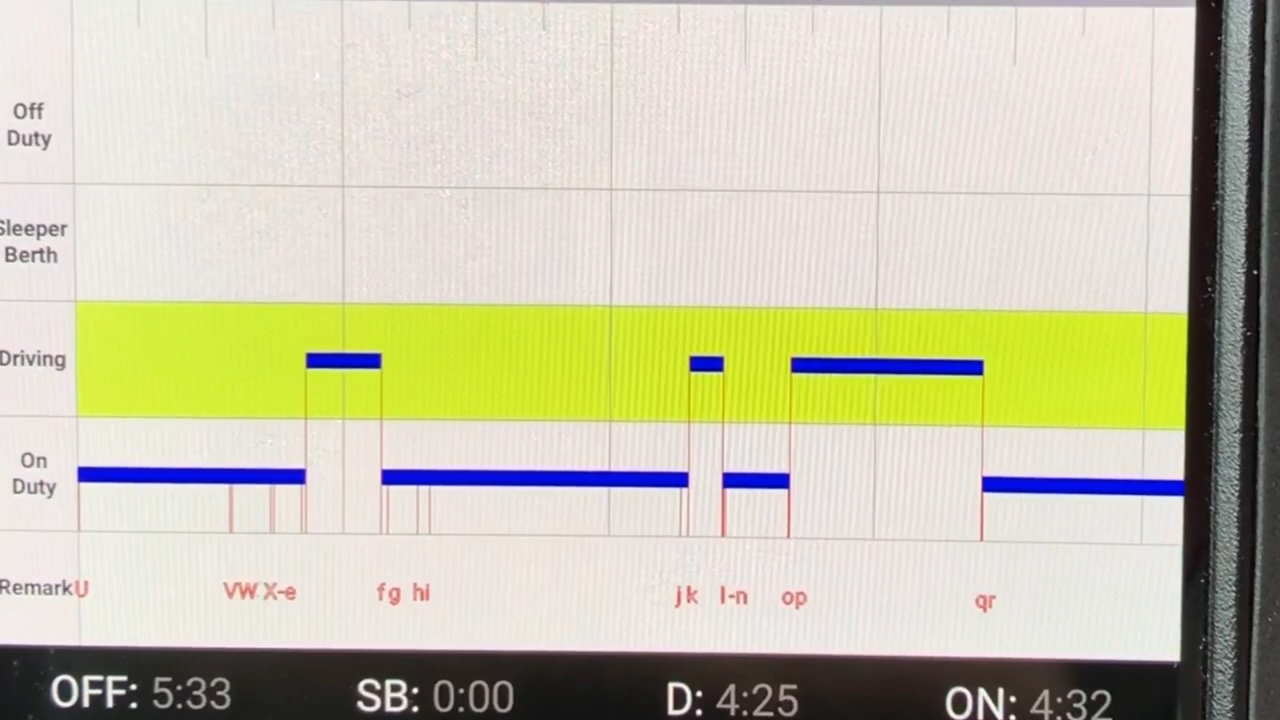 Off
Duty
Sleeper
Berth
Driving
On
Duty
Remark U VW X-e fg hi jk l-n op qr
OFF: 5:33 SB: 0:00 D: 4:25 ON: 4:32